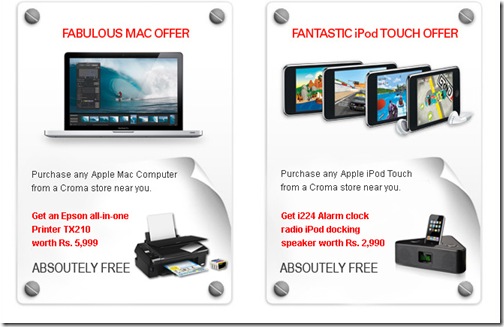 FABULOUS MAC OFFER
Purchase any Apple Mac Computer
from a Croma store near you.
Get an Epson all-in-one
Printer TX210
worth Rs. 5,999
ABSOUTELY FREE
FANTASTIC iPod TOUCH OFFER
Purchase any Apple iPod Touch
from a Croma store near you.
Get i224 Alarm clock
radio iPod docking
speaker worth Rs. 2,990
ABSOUTELY FREE